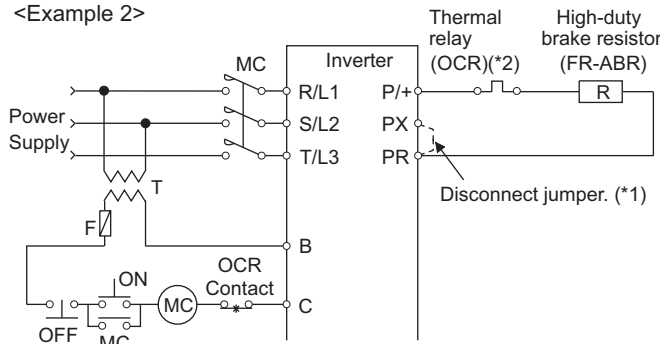 <Example 2>
Thermal
relay
(OCR)(*2)
High-duty
brake resistor
(FR-ABR)
MC
Inverter
R/L1
P/+
R
Power
Supply
S/L2
PX
T/L3
PR
T
Disconnect jumper. (*1)
F
B
OCR
Contact
ON
MC
C
OFF
MC